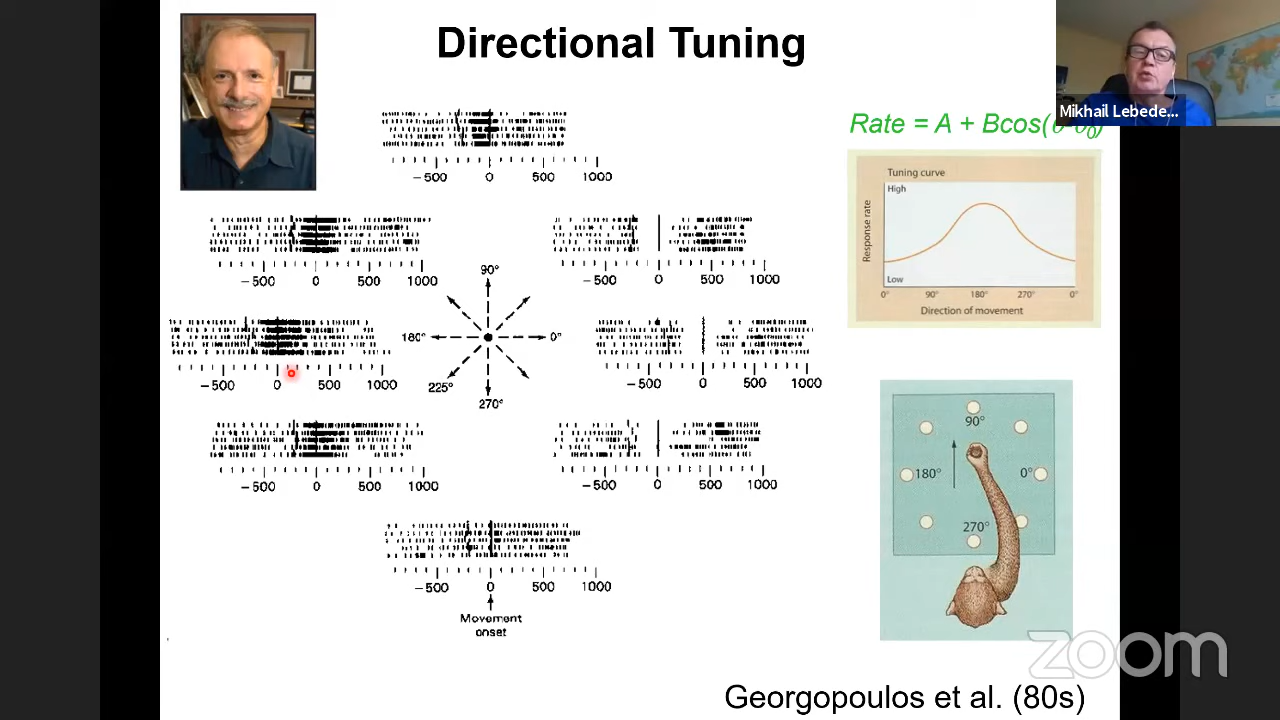 Directional Tuning
Mikhail Lebede...
Rate = A + Bcos(θ-θ₀)
−500 0 500 1000
Tuning curve
High
Response rate
Low
0° 90° 180° 270° 0°
Direction of movement
−500 0 500 1000
−500 0 500 1000
90°
180°
0°
225°
270°
−500 0 500 1000
−500 0 500 1000
90°
180°
0°
270°
−500 0 500 1000
−500 0 500 1000
−500 0 500 1000
Movement
onset
zoom
Georgopoulos et al. (80s)